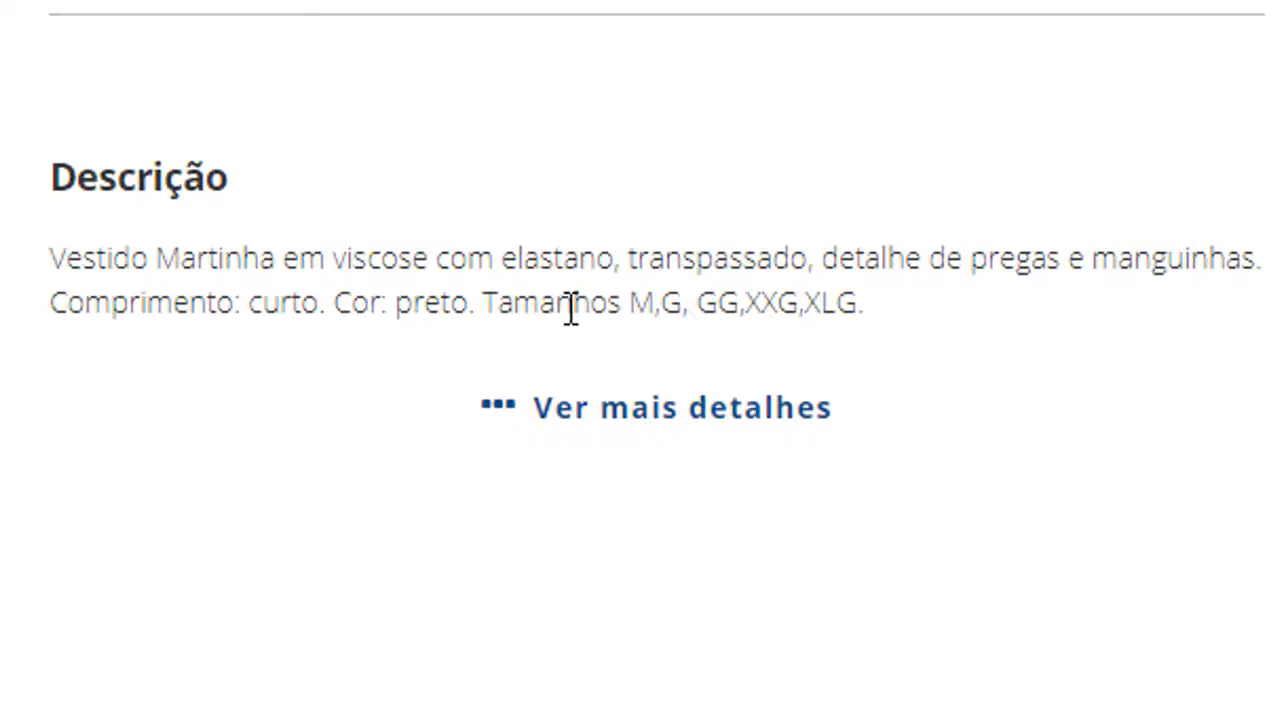 Descrição
Vestido Martinha em viscose com elastano, transpassado, detalhe de pregas e manguinhas.
Comprimento: curto. Cor: preto. Tamanhos M,G, GG,XXG,XLG.
Ver mais detalhes